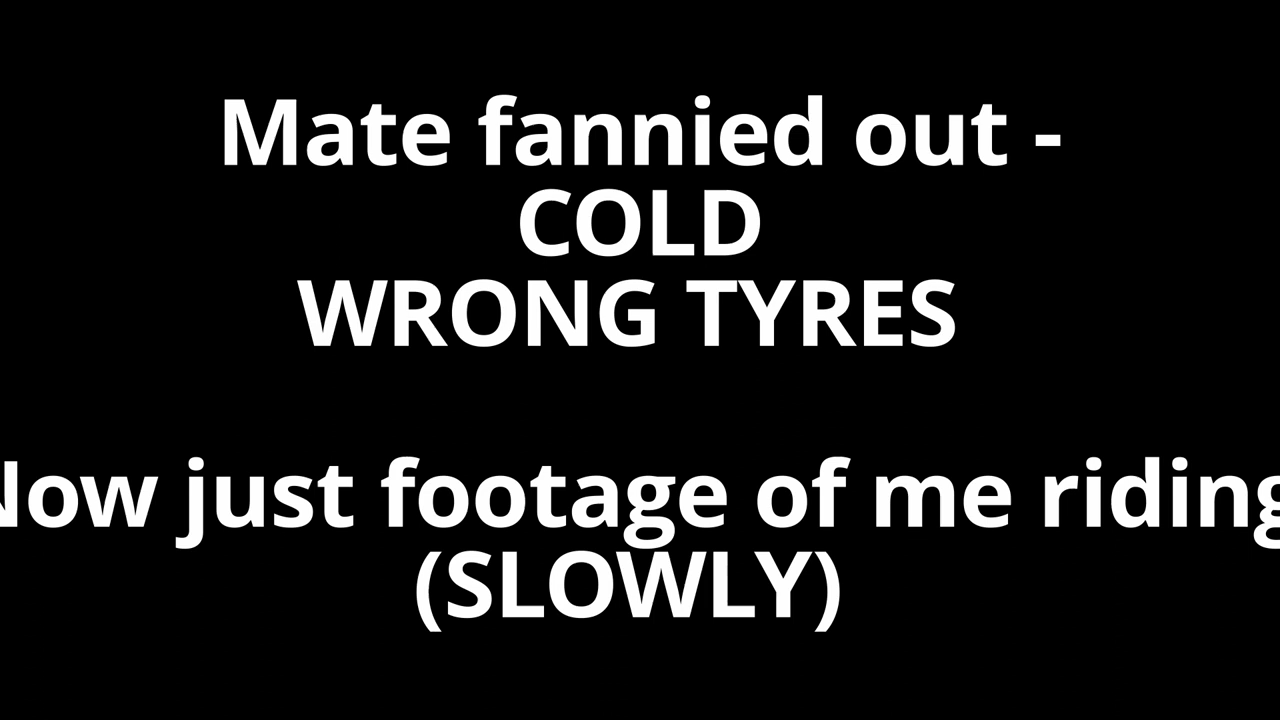 Mate fannied out -
COLD
WRONG TYRES
Now just footage of me riding
(SLOWLY)